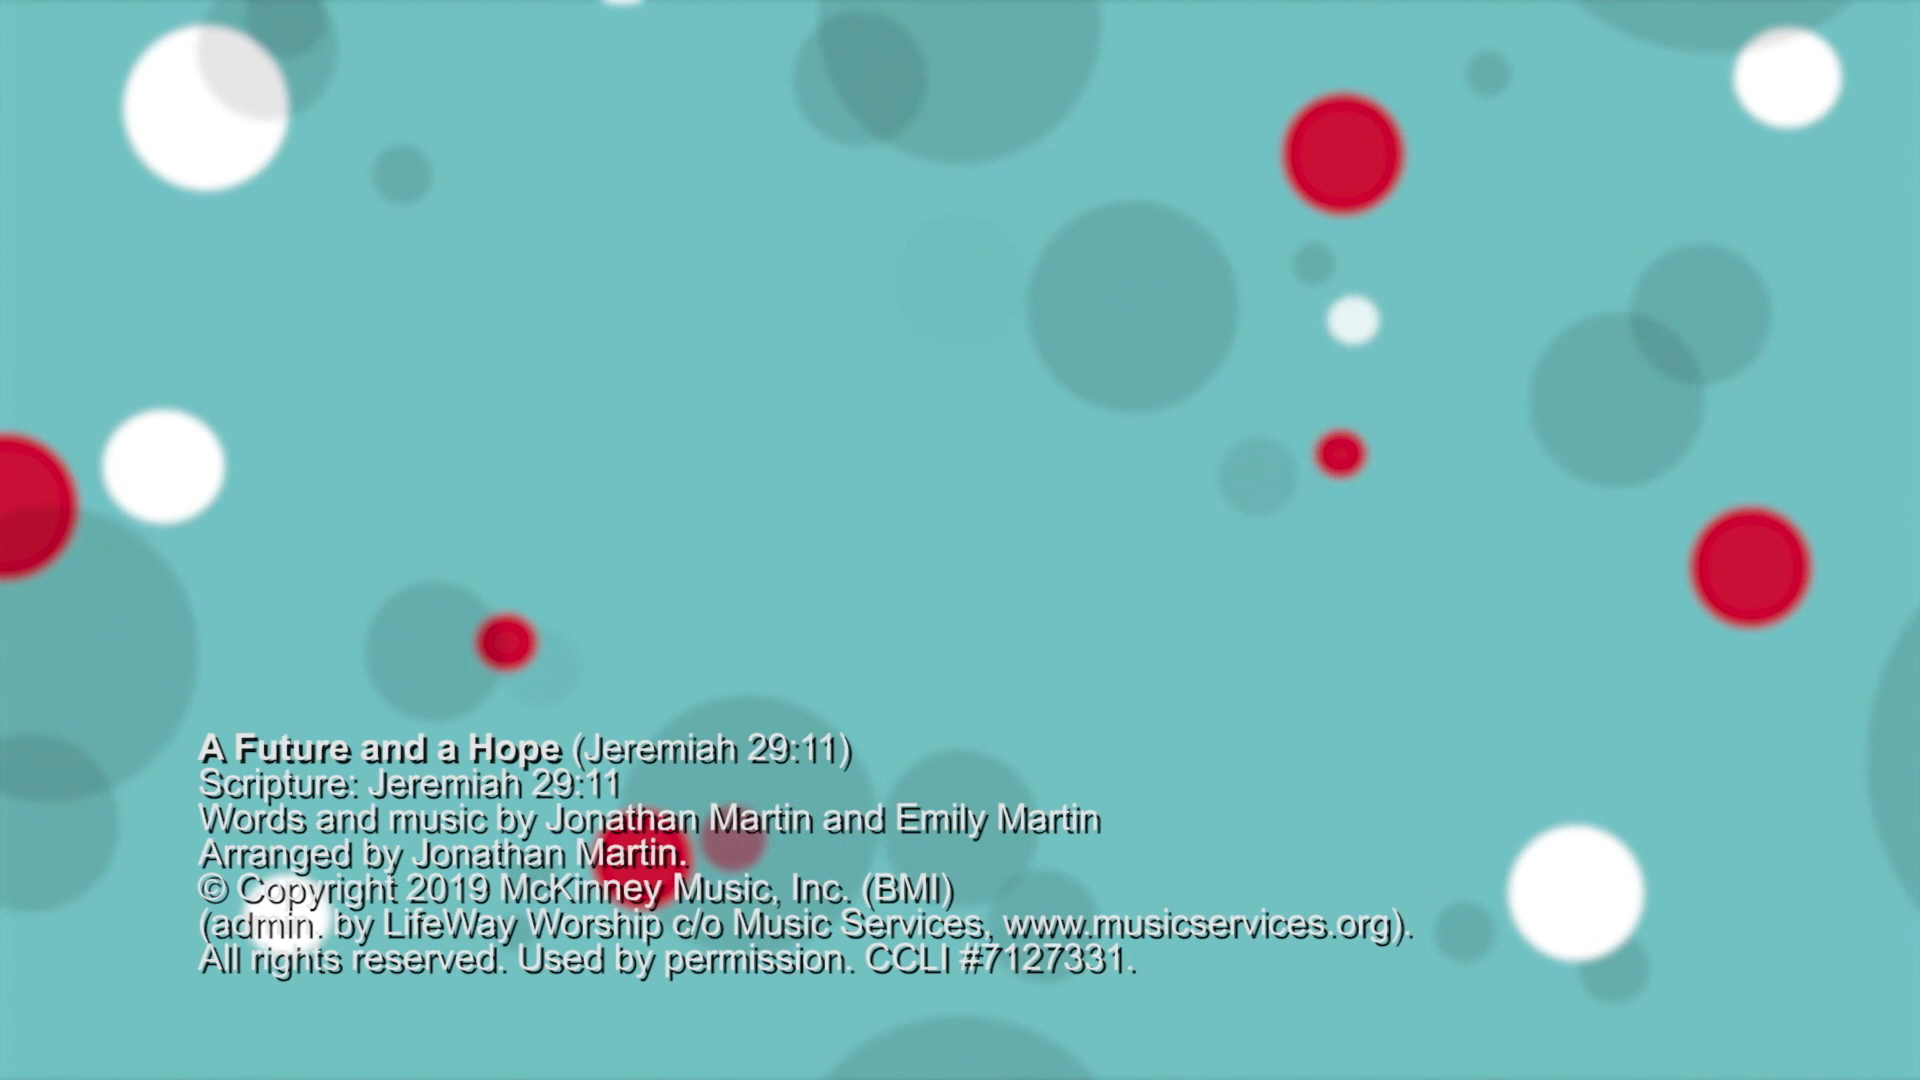 A Future and a Hope (Jeremiah 29:11)
Scripture: Jeremiah 29:11
Words and music by Jonathan Martin and Emily Martin
Arranged by Jonathan Martin.
© Copyright 2019 McKinney Music, Inc. (BMI)
(admin. by LifeWay Worship c/o Music Services, www.musicservices.org).
All rights reserved. Used by permission. CCLI #7127331.